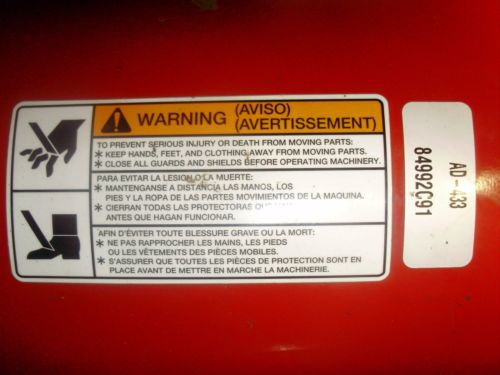 WARNING (AVISO)
(AVERTISSEMENT)
TO PREVENT SERIOUS INJURY OR DEATH FROM MOVING PARTS:
* KEEP HANDS, FEET, AND CLOTHING AWAY FROM MOVING PARTS.
* CLOSE ALL GUARDS AND SHIELDS BEFORE OPERATING MACHINERY.
PARA EVITAR LA LESION O LA MUERTE:
* MANTENGANSE A DISTANCIA LAS MANOS, LOS
PIES Y LA ROPA DE LAS PARTES MOVIMIENTOS DE LA MAQUINA.
* CIERRAN TODAS LAS PROTECTORAS
ANTES QUE HAGAN FUNCIONAR.
AFIN D'ÉVITER TOUTE BLESSURE GRAVE OU LA MORT:
* NE PAS RAPPROCHER LES MAINS, LES PIEDS
OU LES VÊTEMENTS DES PIÈCES MOBILES.
* S'ASSURER QUE TOUTES LES PIÈCES DE PROTECTION SONT EN
PLACE AVANT DE METTRE EN MARCHE LA MACHINERIE.
AD-433
84992C91